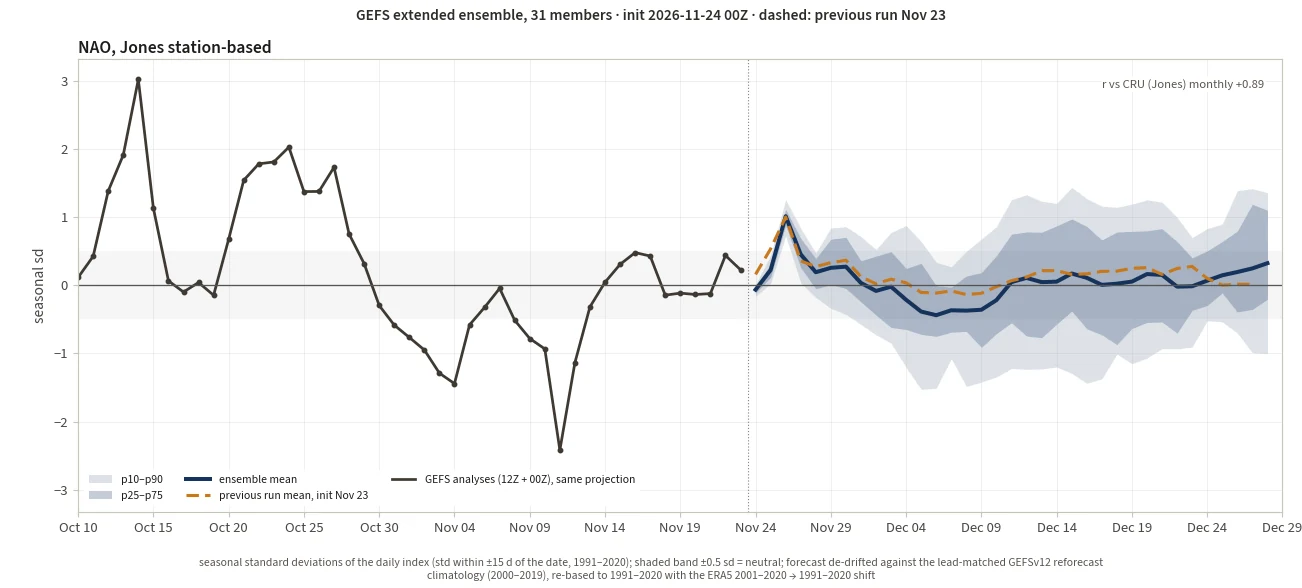 GEFS extended ensemble, 31 members · init 2026-11-24 00Z · dashed: previous run Nov 23
NAO, Jones station-based
r vs CRU (Jones) monthly +0.89
seasonal sd
3
2
1
0
−1
−2
−3
p10–p90
p25–p75
ensemble mean
previous run mean, init Nov 23
GEFS analyses (12Z + 00Z), same projection
Oct 10
Oct 15
Oct 20
Oct 25
Oct 30
Nov 04
Nov 09
Nov 14
Nov 19
Nov 24
Nov 29
Dec 04
Dec 09
Dec 14
Dec 19
Dec 24
Dec 29
seasonal standard deviations of the daily index (std within ±15 d of the date, 1991–2020); shaded band ±0.5 sd = neutral; forecast de-drifted against the lead-matched GEFSv12 reforecast
climatology (2000–2019), re-based to 1991–2020 with the ERA5 2001–2020 → 1991–2020 shift